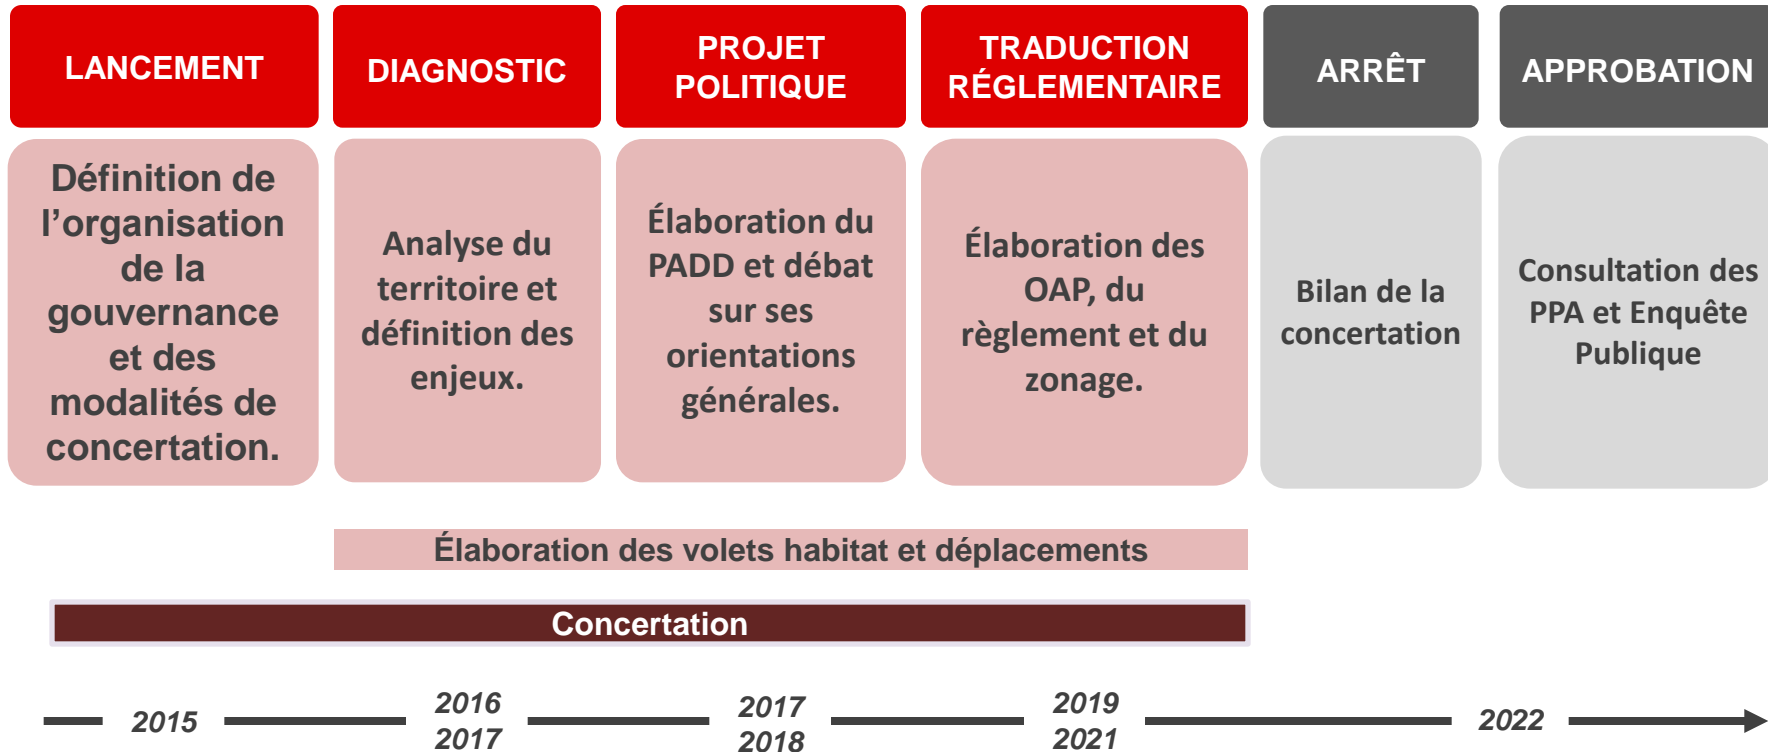 LANCEMENT
DIAGNOSTIC
PROJET
POLITIQUE
TRADUCTION
RÉGLEMENTAIRE
ARRÊT
APPROBATION
Définition de
l’organisation
de la
gouvernance
et des
modalités de
concertation.
Analyse du
territoire et
définition des
enjeux.
Élaboration du
PADD et débat
sur ses
orientations
générales.
Élaboration des
OAP, du
règlement et du
zonage.
Bilan de la
concertation
Consultation des
PPA et Enquête
Publique
Élaboration des volets habitat et déplacements
Concertation
2015
2016
2017
2017
2018
2019
2021
2022